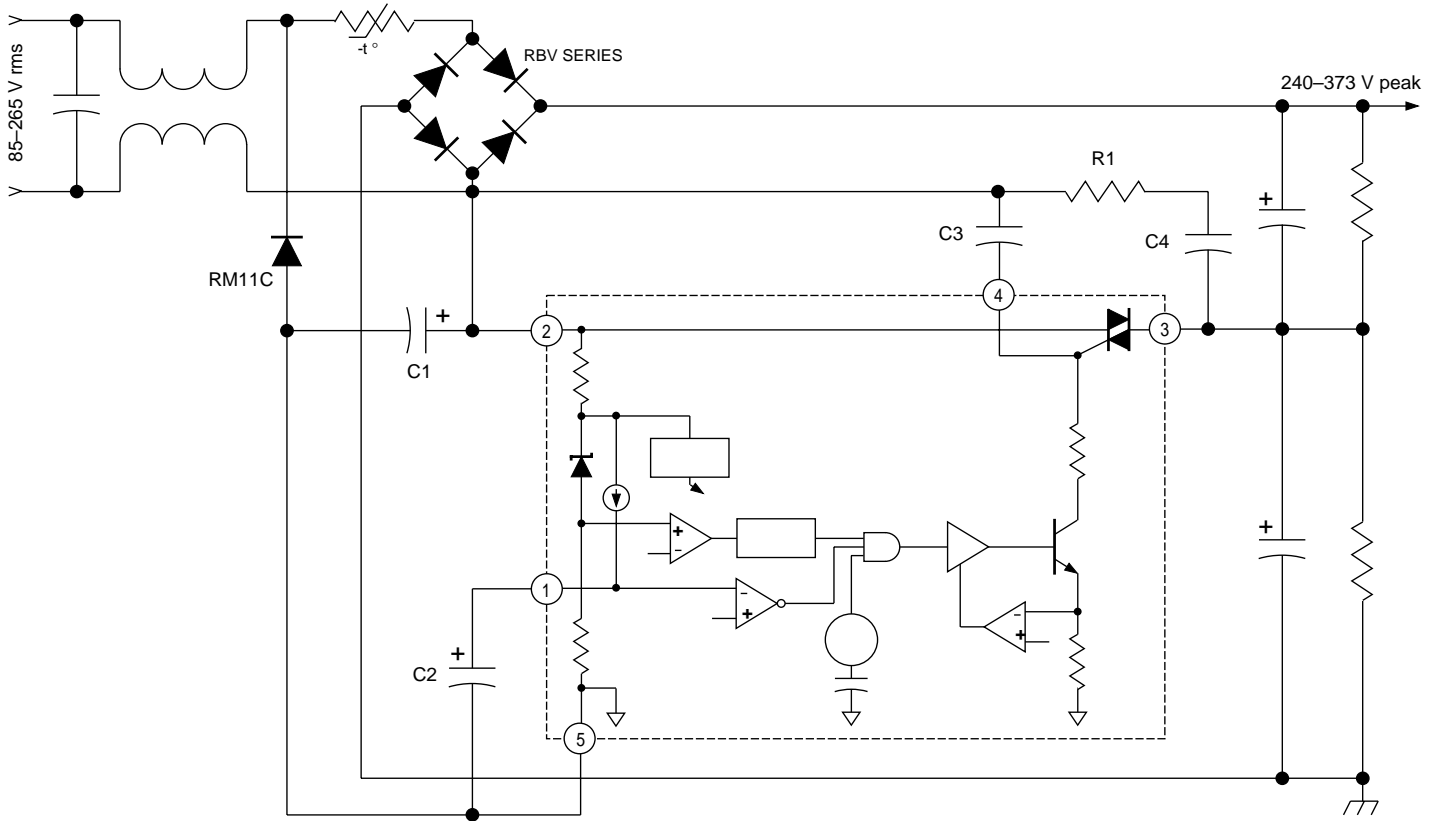 85–265 V rms
-t °
RBV SERIES
240–373 V peak
R1
C3
C4
RM11C
+
+
C1
4
2
3
+
–
1
–
+
–
+
+
+
C2
5